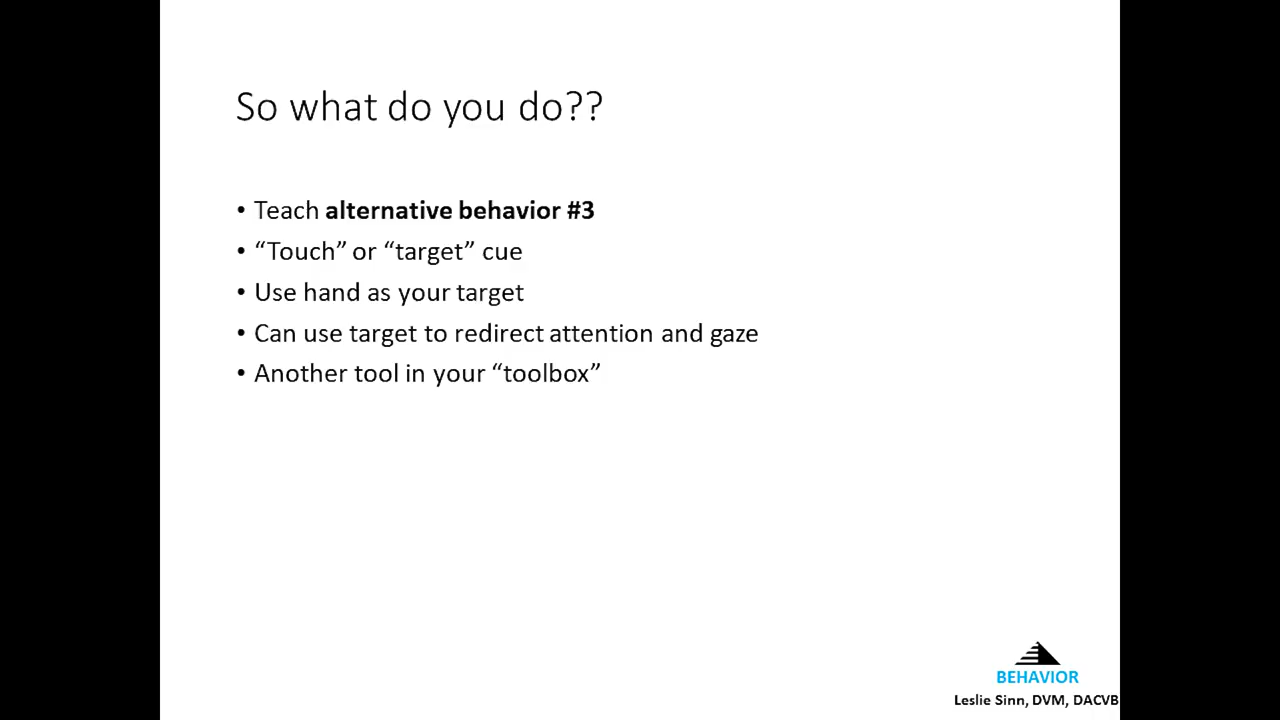 So what do you do??
• Teach alternative behavior #3
• “Touch” or “target” cue
• Use hand as your target
• Can use target to redirect attention and gaze
• Another tool in your “toolbox”
BEHAVIOR
Leslie Sinn, DVM, DACVB